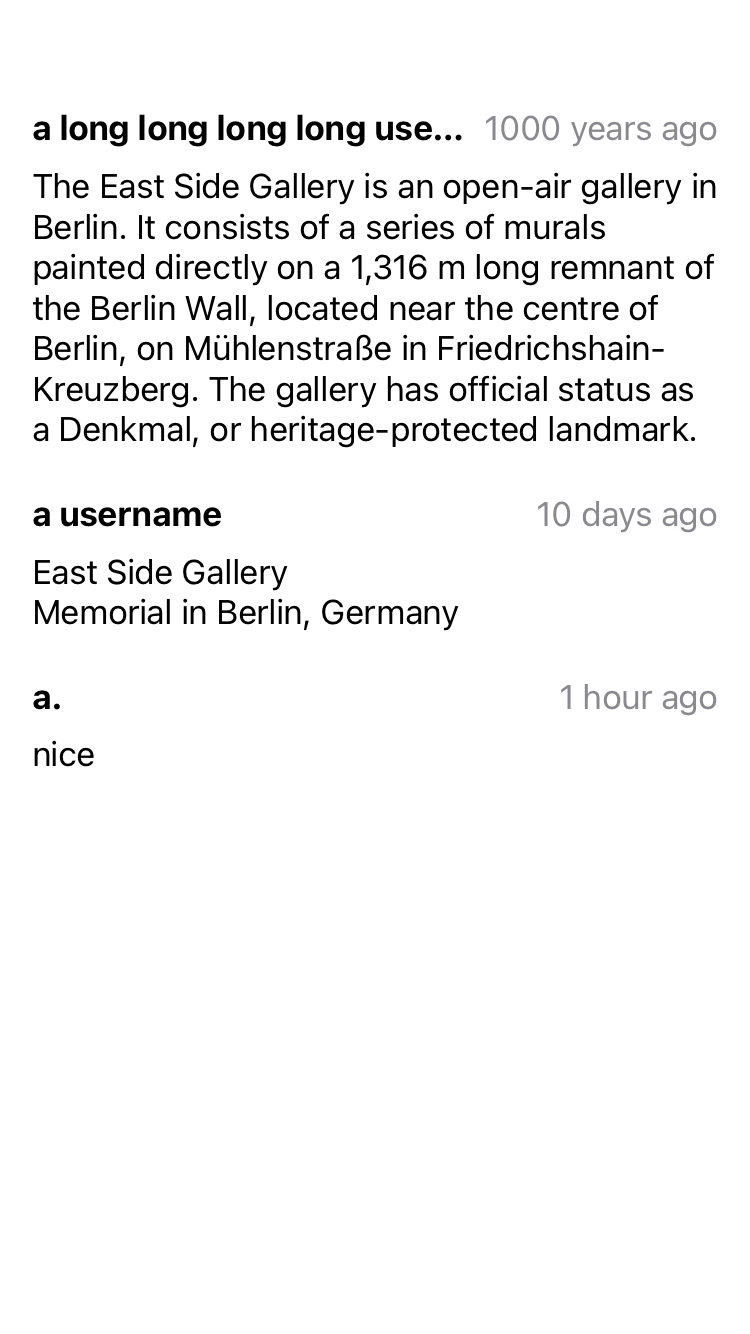 a long long long long use... 1000 years ago
The East Side Gallery is an open-air gallery in
Berlin. It consists of a series of murals
painted directly on a 1,316 m long remnant of
the Berlin Wall, located near the centre of
Berlin, on Mühlenstraße in Friedrichshain-
Kreuzberg. The gallery has official status as
a Denkmal, or heritage-protected landmark.
a username 10 days ago
East Side Gallery
Memorial in Berlin, Germany
a. 1 hour ago
nice